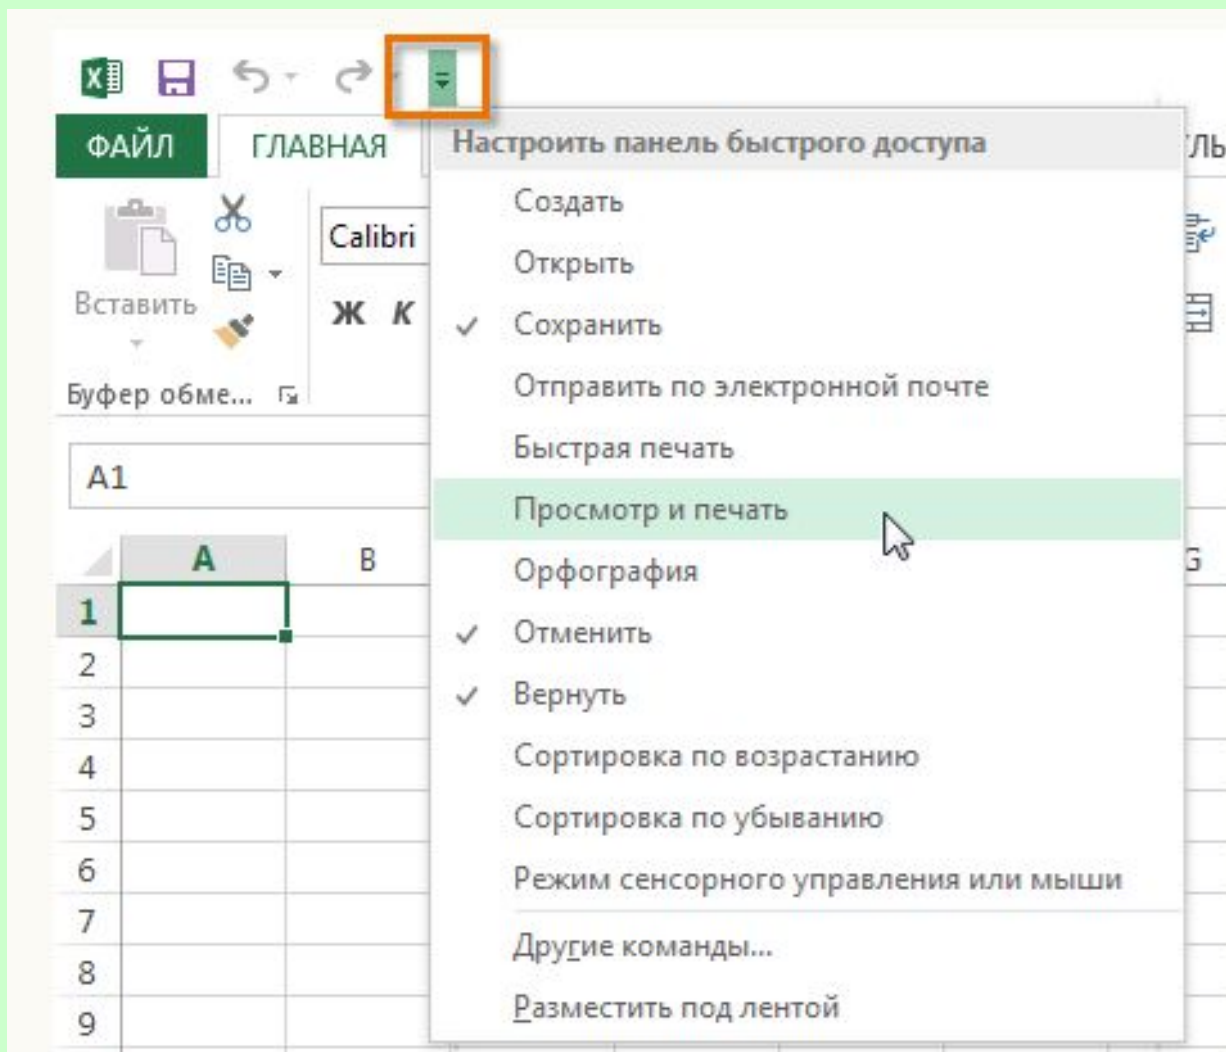 ФАЙЛ
ГЛАВНАЯ
Настроить панель быстрого доступа
Создать
Открыть
Сохранить
Отправить по электронной почте
Быстрая печать
Просмотр и печать
Орфография
Отменить
Вернуть
Сортировка по возрастанию
Сортировка по убыванию
Режим сенсорного управления или мыши
Другие команды...
Разместить под лентой
Вставить
Calibri
Ж К
Буфер обме...
A1
A B G
1
2
3
4
5
6
7
8
9